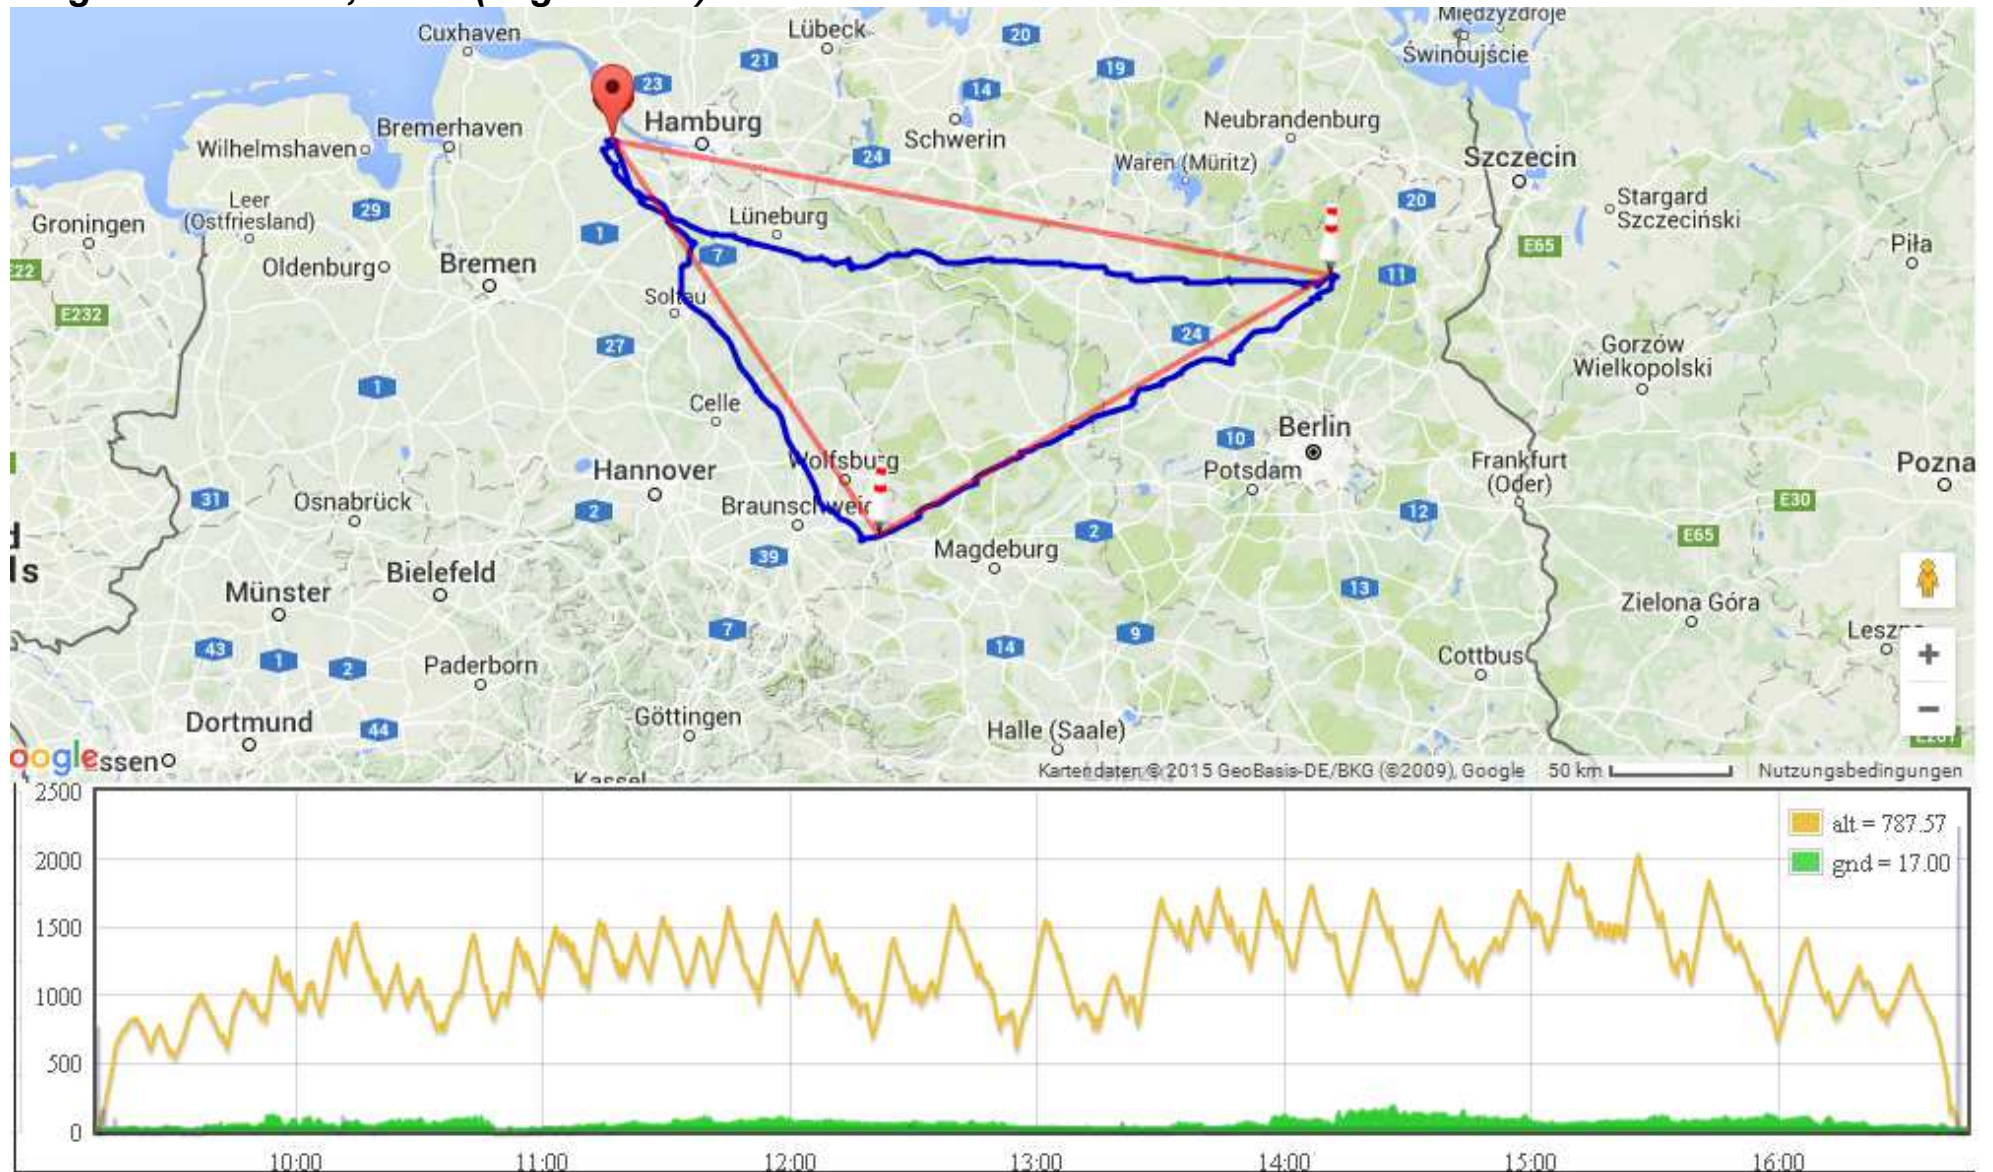 Cuxhaven
Lübeck
20
Międzyzdroje
Świnoujście
21
19
23
14
Hamburg
Schwerin
Neubrandenburg
Bremerhaven
Wilhelmshaven
24
Waren (Müritz)
Szczecin
Leer
(Ostfriesland)
29
20
Stargard
Szczeciński
Groningen
Lüneburg
1
E65
Piła
7
Oldenburg
Bremen
E22
11
Soltau
E232
24
27
Gorzów
Wielkopolski
1
Celle
10
Berlin
Wolfsburg
Hannover
Potsdam
Frankfurt
(Oder)
Pozna
31
Osnabrück
2
Braunschweig
12
E30
2
E65
Magdeburg
39
Bielefeld
Münster
13
Zielona Góra
7
9
Leszno
43
1
2
14
Paderborn
Cottbus
Dortmund
44
Göttingen
Halle (Saale)
oogle
ssen
Kassel
Kartendaten © 2015 GeoBasis-DE/BKG (©2009), Google 50 km Nutzungsbedingungen
+
−
2500
alt = 787.57
2000
gnd = 17.00
1500
1000
500
0
10:00 11:00 12:00 13:00 14:00 15:00 16:00